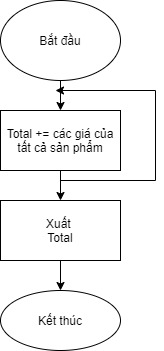 Bắt đầu
Total += các giá của
tất cả sản phẩm
Xuất
Total
Kết thúc